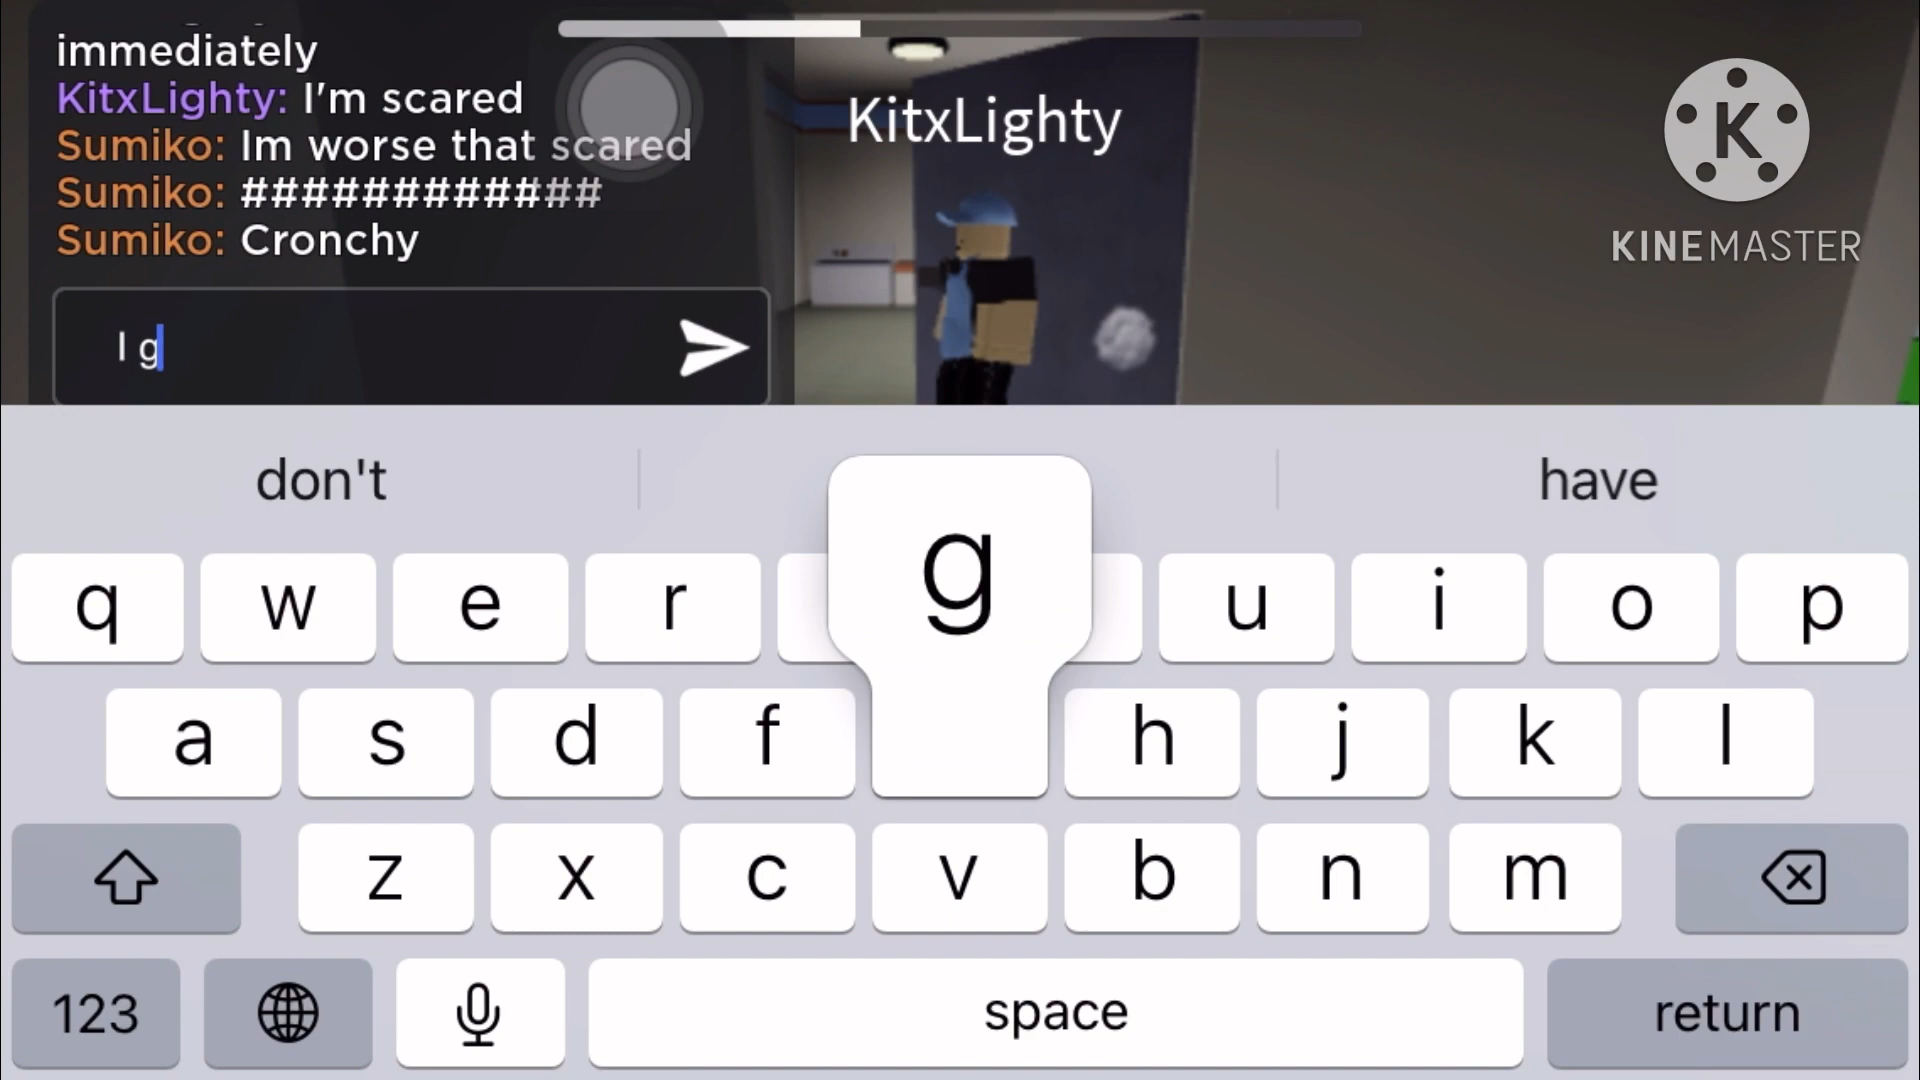 immediately
KitxLighty: I'm scared
Sumiko: Im worse that scared
Sumiko: ############
Sumiko: Cronchy
I g
KitxLighty
K
KINEMASTER
don't
have
g
q w e r u i o p
a s d f h j k l
z x c v b n m
123 space return